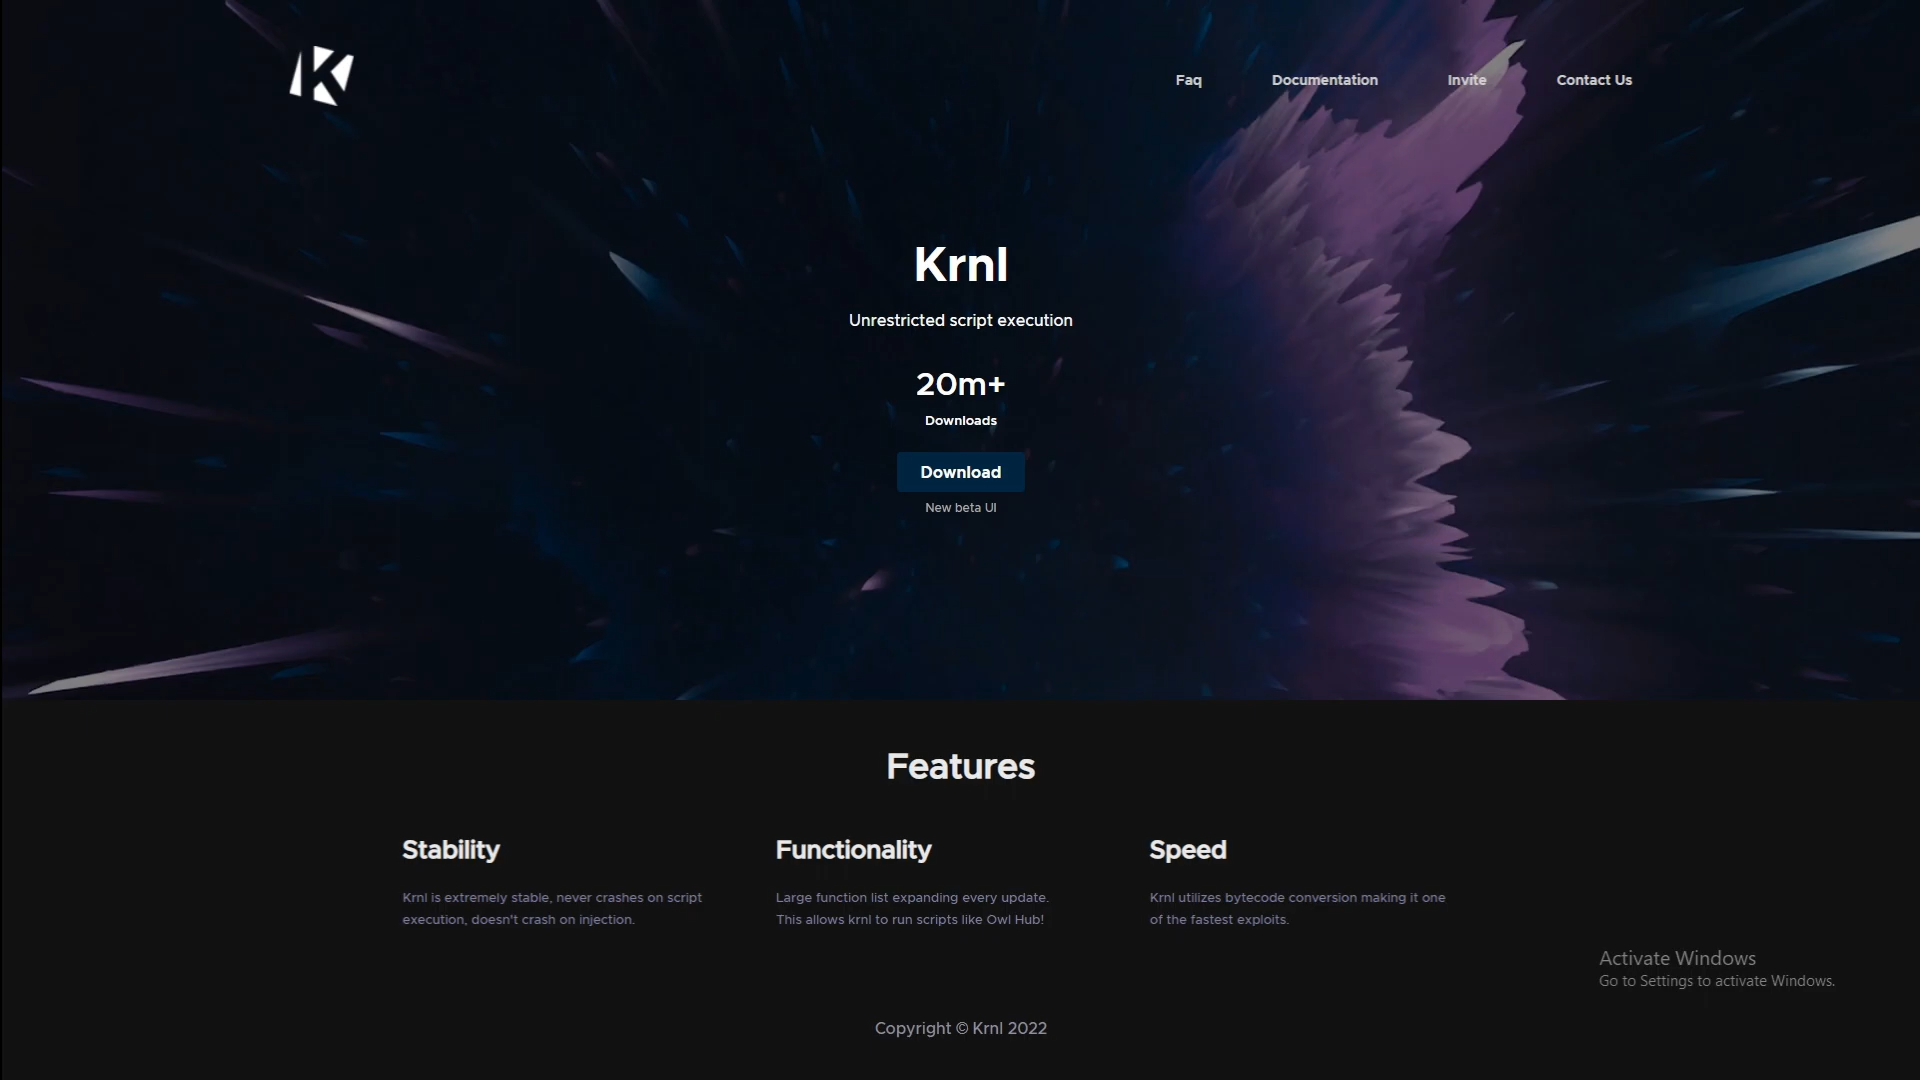 K
Faq
Documentation
Invite
Contact Us
Krnl
Unrestricted script execution
20m+
Downloads
Download
New beta UI
Features
Stability
Krnl is extremely stable, never crashes on script
execution, doesn't crash on injection.
Functionality
Large function list expanding every update.
This allows krnl to run scripts like Owl Hub!
Speed
Krnl utilizes bytecode conversion making it one
of the fastest exploits.
Activate Windows
Go to Settings to activate Windows.
Copyright © Krnl 2022